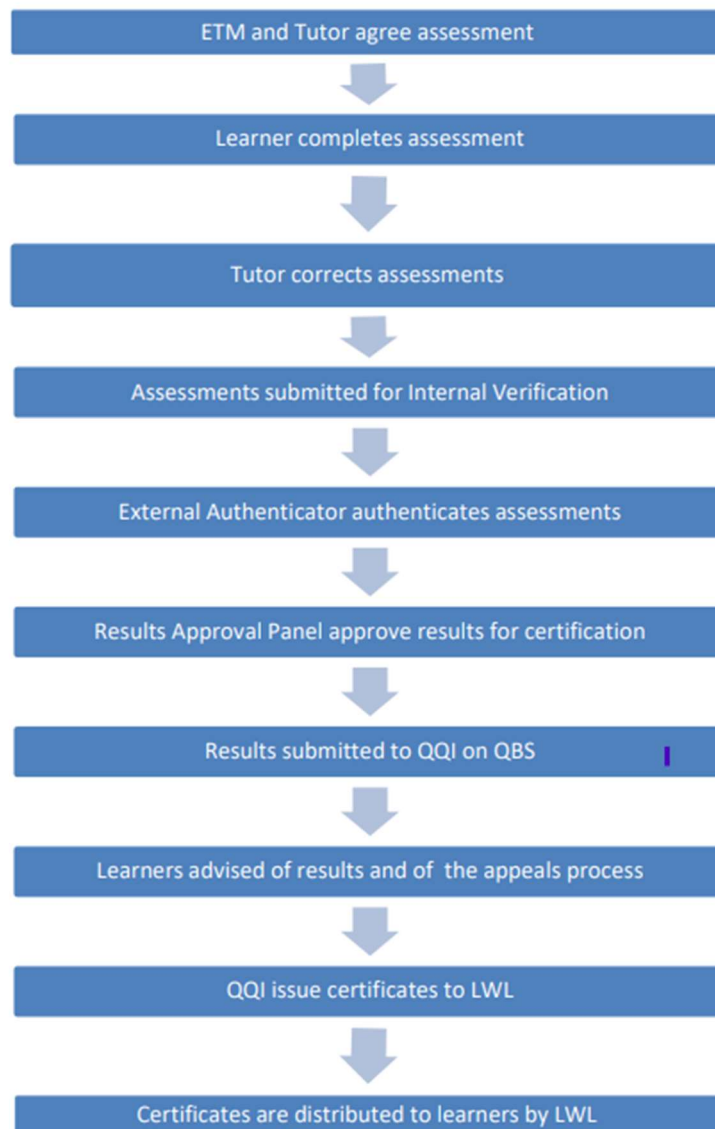 ETM and Tutor agree assessment
Learner completes assessment
Tutor corrects assessments
Assessments submitted for Internal Verification
External Authenticator authenticates assessments
Results Approval Panel approve results for certification
Results submitted to QQI on QBS
Learners advised of results and of the appeals process
QQI issue certificates to LWL
Certificates are distributed to learners by LWL